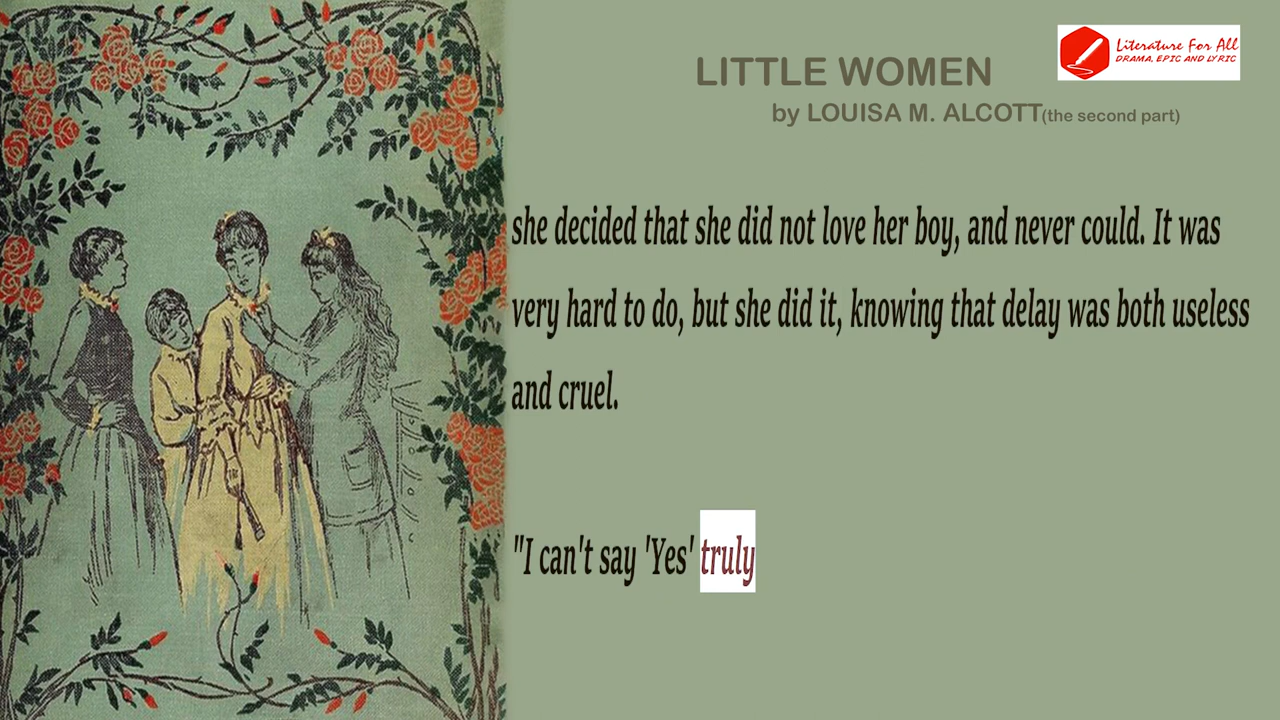 LITTLE WOMEN
by LOUISA M. ALCOTT(the second part)
Literature For All
DRAMA, EPIC AND LYRIC
she decided that she did not love her boy, and never could. It was
very hard to do, but she did it, knowing that delay was both useless
and cruel.
"I can't say 'Yes' truly